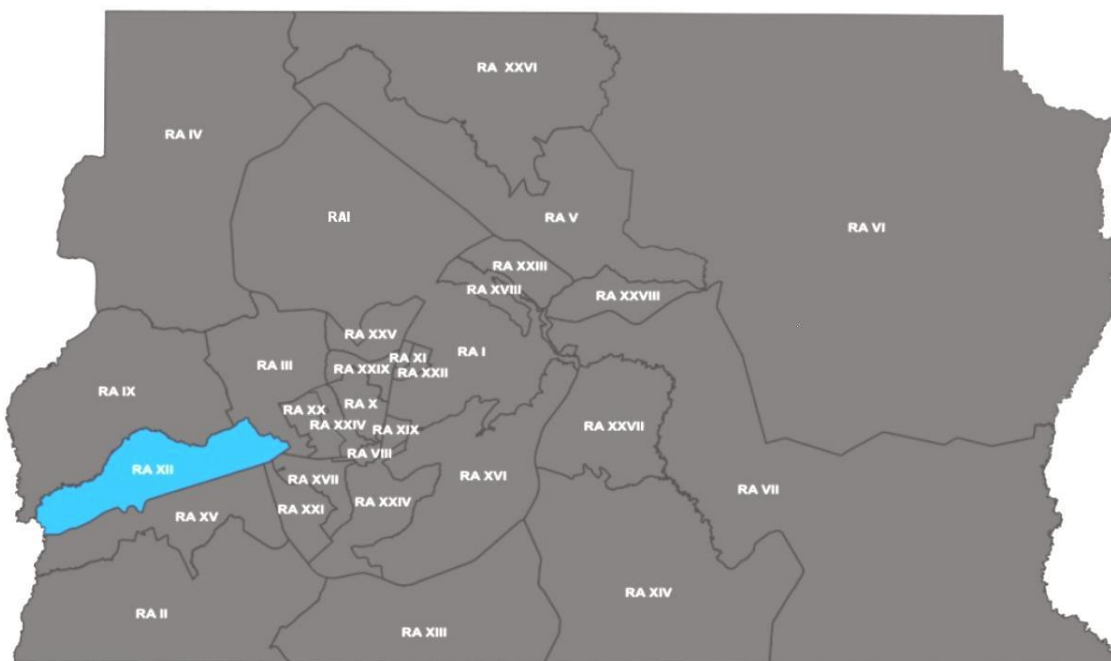 RA XXVI
RA IV
RAI
RA V
RA VI
RA XXIII
RA XVIII
RA XXVIII
RA XXV
RA XI
RA I
RA III
RA XXIX
RA XXII
RA IX
RA XX
RA X
RA XXIV
RA XIX
RA XXVII
RA VIII
RA XII
RA XVII
RA XVI
RA VII
RA XXI
RA XXIV
RA XV
RA XIV
RA II
RA XIII